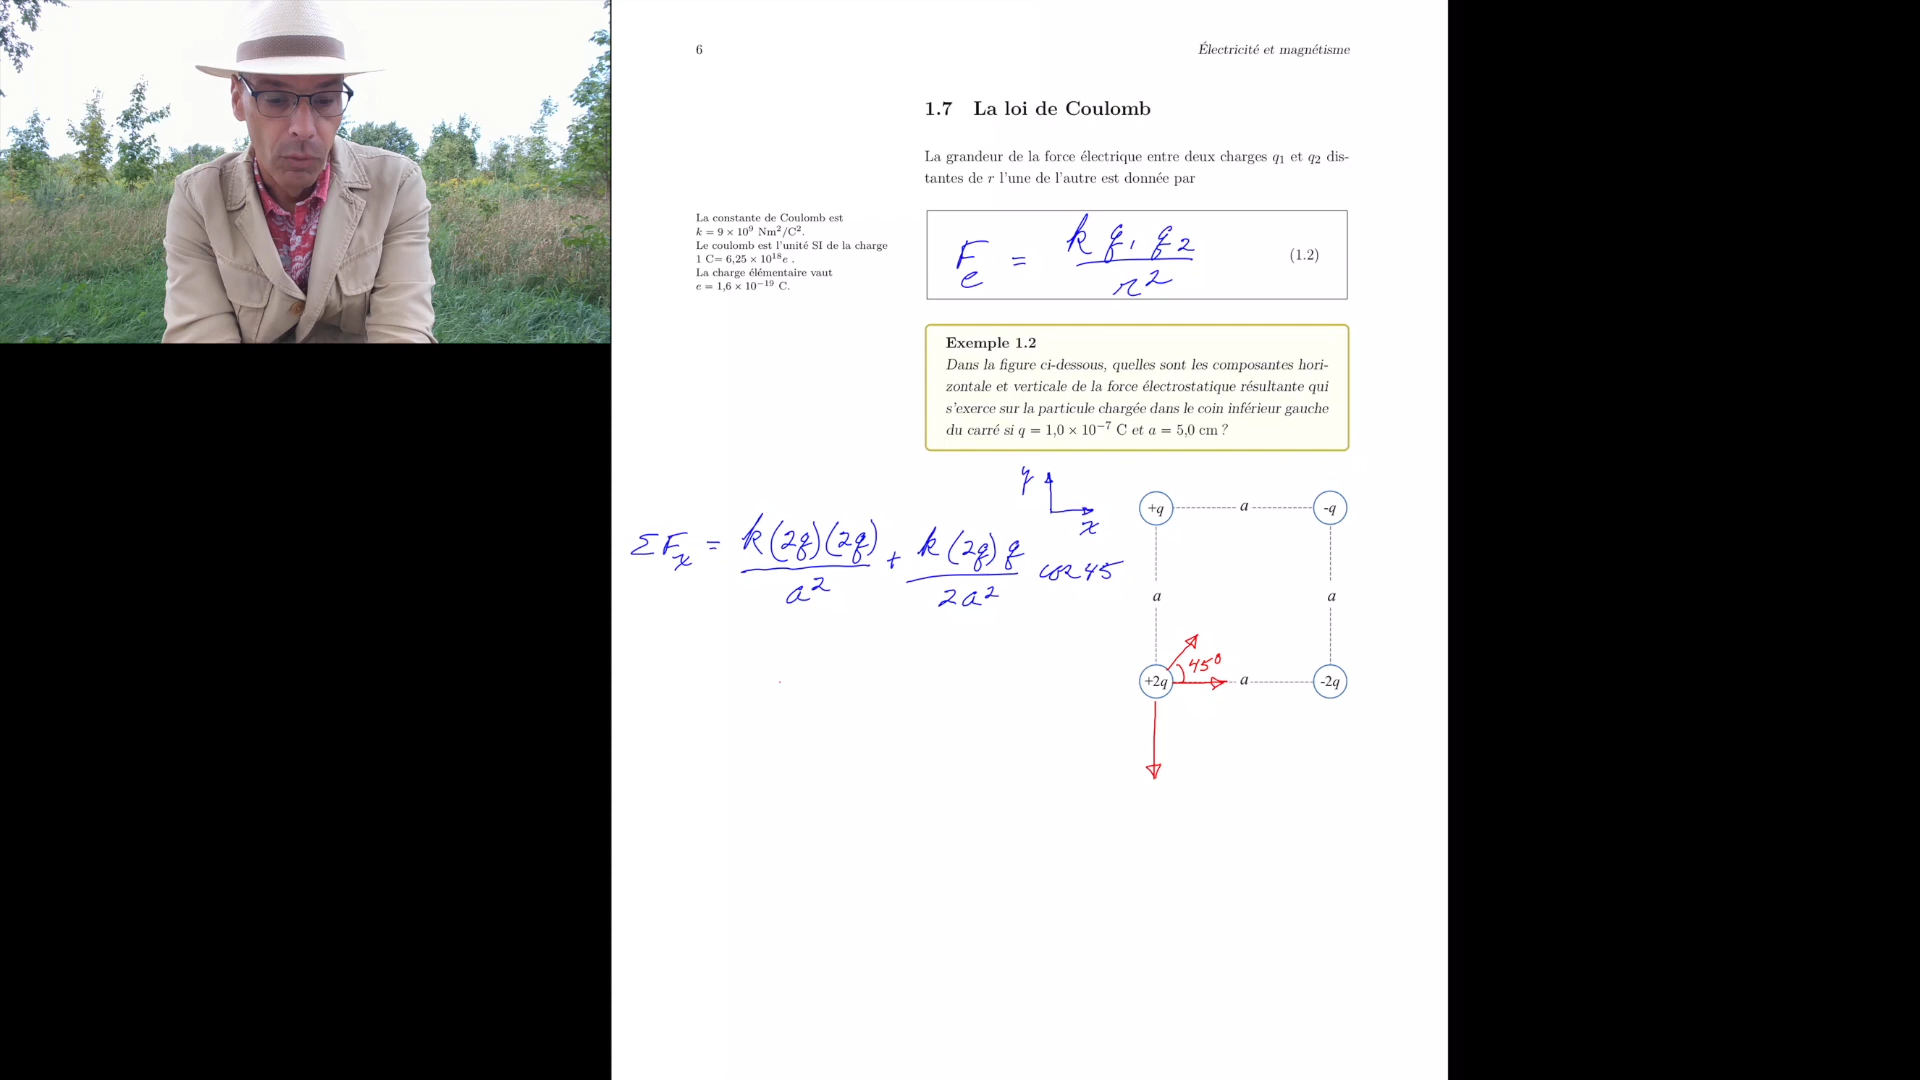 6
Électricité et magnétisme
1.7 La loi de Coulomb
La grandeur de la force électrique entre deux charges q₁ et q₂ dis-
tantes de r l'une de l'autre est donnée par
La constante de Coulomb est
k = 9 × 10⁹ Nm²/C².
Le coulomb est l'unité SI de la charge
1 C= 6,25 × 10¹⁸e .
La charge élémentaire vaut
e = 1,6 × 10⁻¹⁹ C.
F_e = k q₁ q₂ / r²
(1.2)
Exemple 1.2
Dans la figure ci-dessous, quelles sont les composantes hori-
zontale et verticale de la force électrostatique résultante qui
s'exerce sur la particule chargée dans le coin inférieur gauche
du carré si q = 1,0 × 10⁻⁷ C et a = 5,0 cm ?
y
x
ΣFₓ = k(2q)(2q) / a² + k(2q)q / 2a² cos 45
+q a -q
a a
45°
+2q a -2q